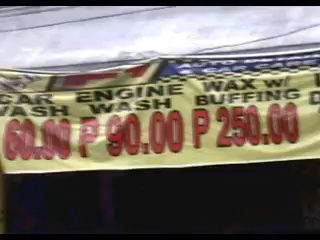 CAR ENGINE WAX W/
WASH WASH BUFFING
60.00 P 90.00 P 250.00